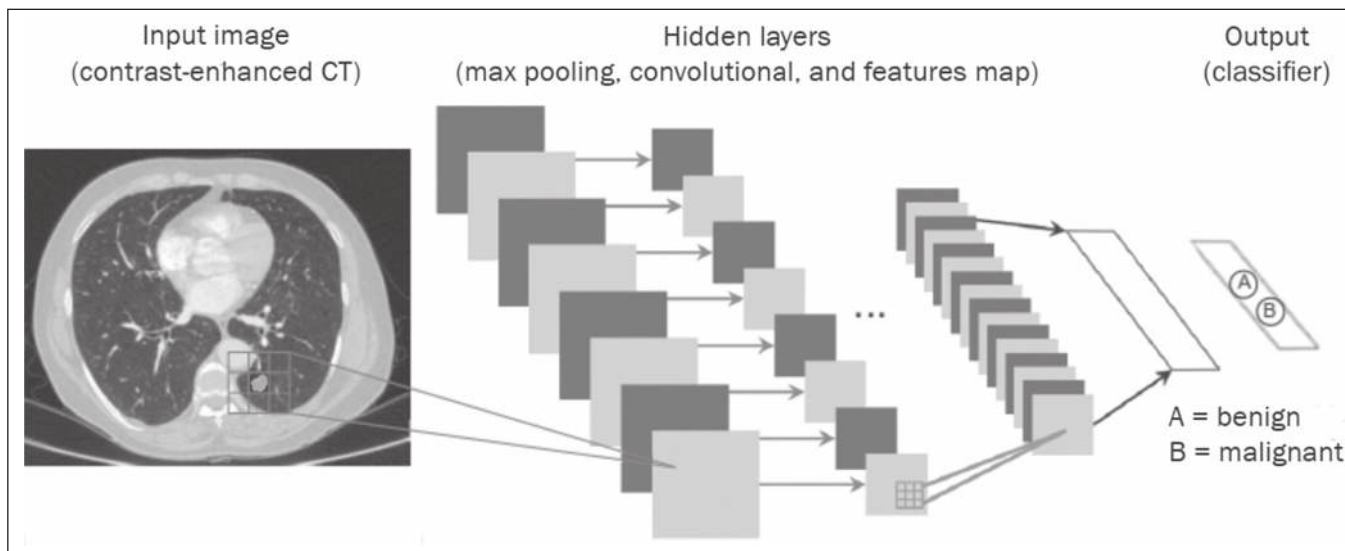 Input image
(contrast-enhanced CT)
Hidden layers
(max pooling, convolutional, and features map)
Output
(classifier)
...
A
B
A = benign
B = malignant